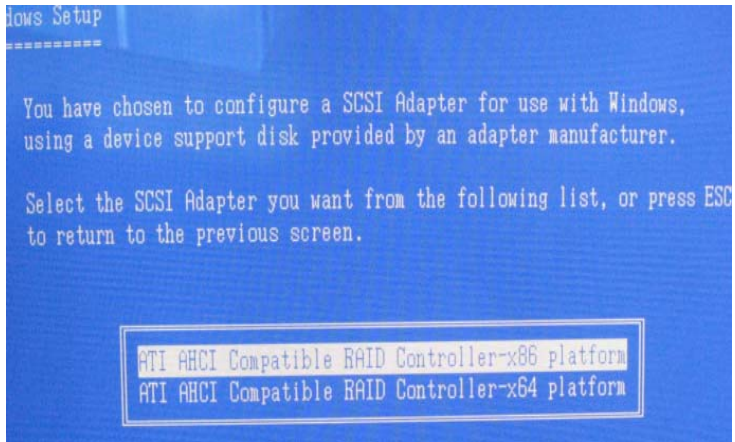 dows Setup
==========
You have chosen to configure a SCSI Adapter for use with Windows,
using a device support disk provided by an adapter manufacturer.
Select the SCSI Adapter you want from the following list, or press ESC
to return to the previous screen.
ATI AHCI Compatible RAID Controller-x86 platform
ATI AHCI Compatible RAID Controller-x64 platform